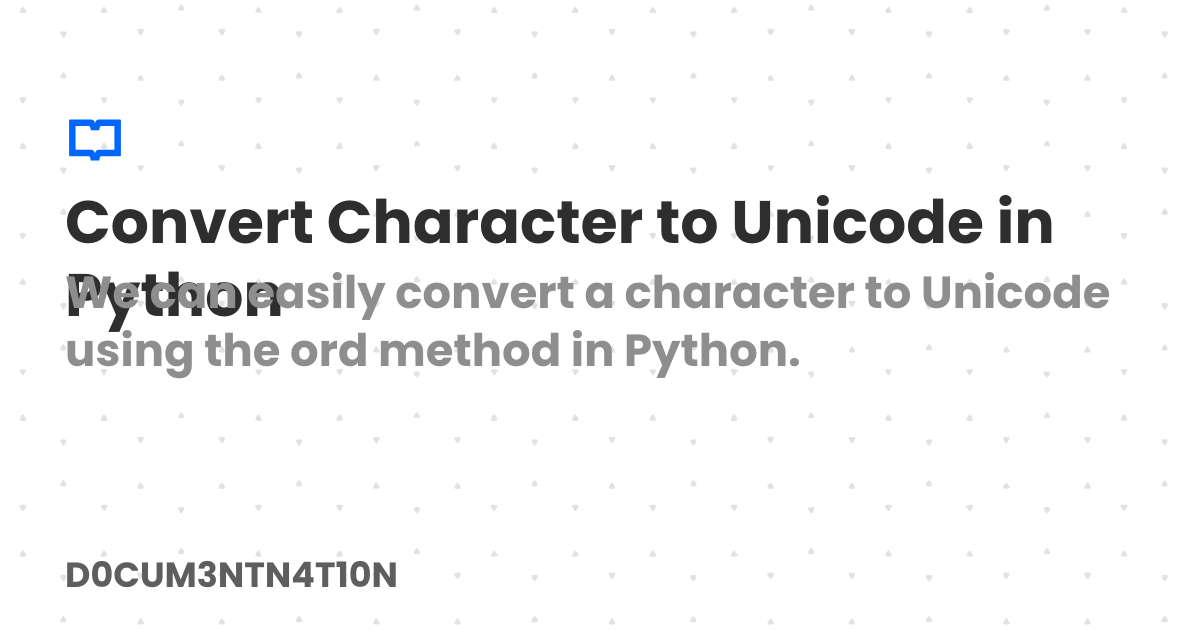 Convert Character to Unicode in
Python
We can easily convert a character to Unicode
using the ord method in Python.
D0CUM3NTN4T10N